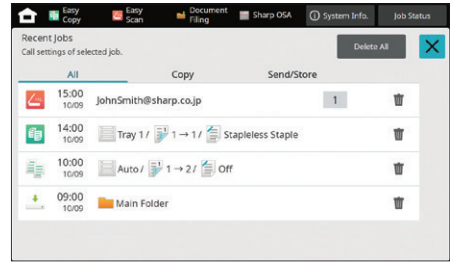 Easy Copy
Easy Scan
Document Filing
Sharp OSA
System Info.
Job Status
Recent Jobs
Call settings of selected job.
Delete All
All
Copy
Send/Store
15:00
10/09
JohnSmith@sharp.co.jp
1
14:00
10/09
Tray 1 / 1 → 1 / Stapleless Staple
10:00
10/09
Auto / 1 → 2 / Off
09:00
10/09
Main Folder